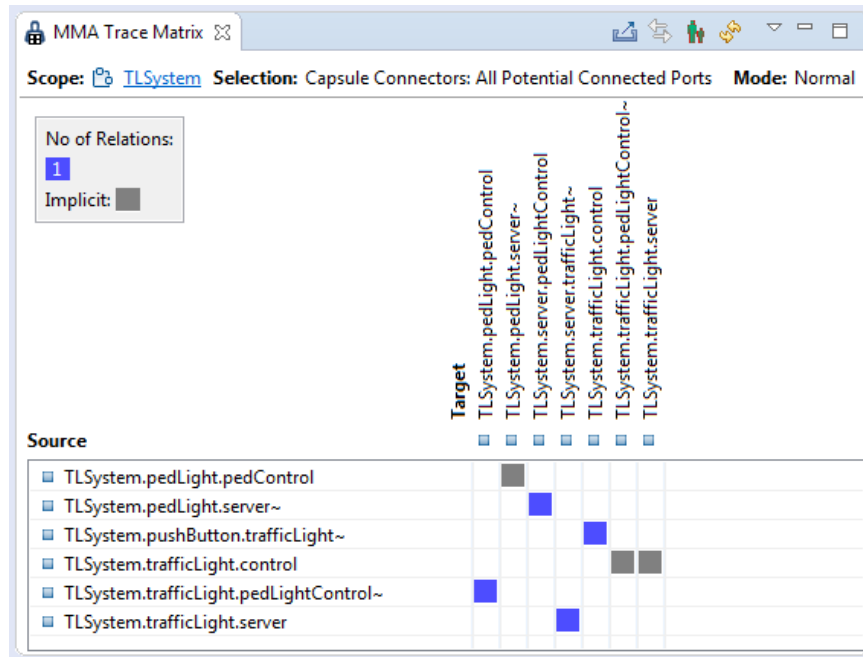 MMA Trace Matrix
Scope: TLSystem Selection: Capsule Connectors: All Potential Connected Ports Mode: Normal
No of Relations:
1
Implicit:
Target
TLSystem.pedLight.pedControl
TLSystem.pedLight.server~
TLSystem.server.pedLightControl
TLSystem.server.trafficLight~
TLSystem.trafficLight.control
TLSystem.trafficLight.pedLightControl~
TLSystem.trafficLight.server
Source
TLSystem.pedLight.pedControl
TLSystem.pedLight.server~
TLSystem.pushButton.trafficLight~
TLSystem.trafficLight.control
TLSystem.trafficLight.pedLightControl~
TLSystem.trafficLight.server